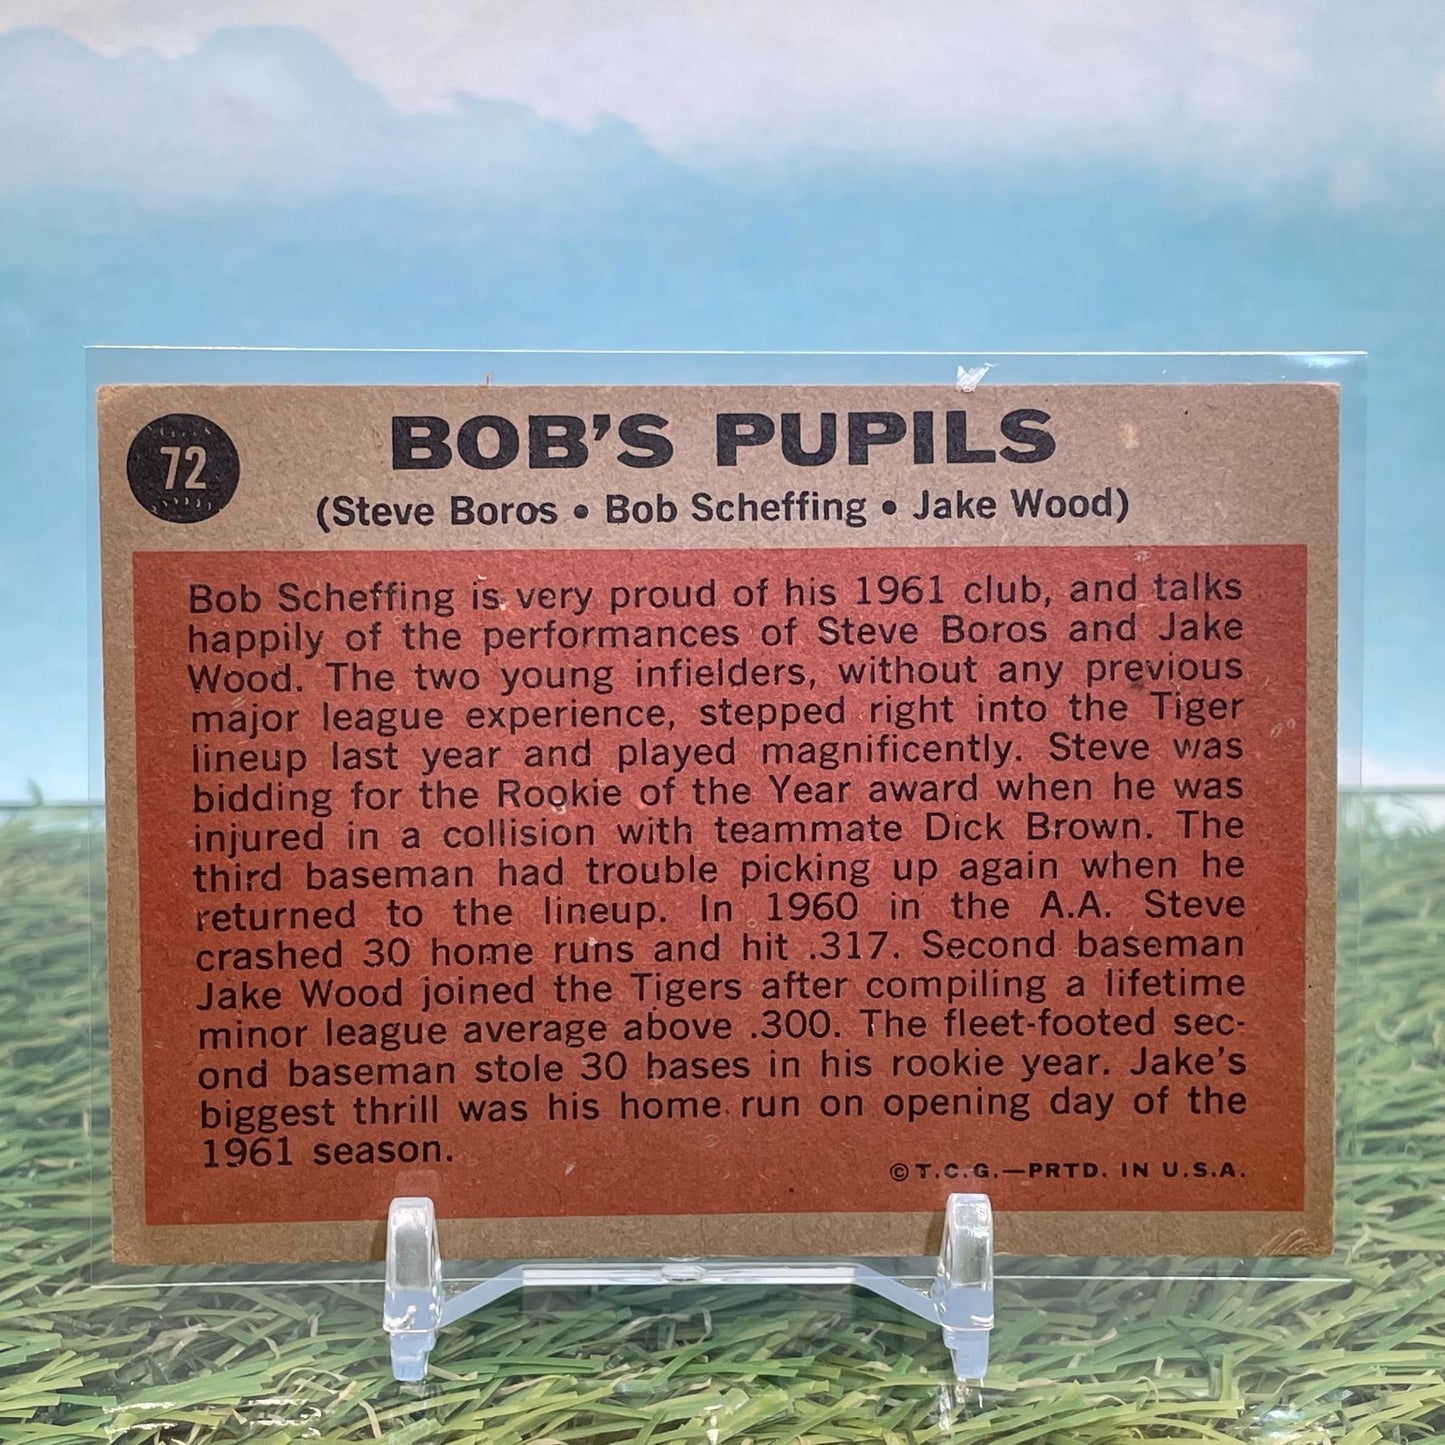 72
BOB'S PUPILS
(Steve Boros • Bob Scheffing • Jake Wood)
Bob Scheffing is very proud of his 1961 club, and talks
happily of the performances of Steve Boros and Jake
Wood. The two young infielders, without any previous
major league experience, stepped right into the Tiger
lineup last year and played magnificently. Steve was
bidding for the Rookie of the Year award when he was
injured in a collision with teammate Dick Brown. The
third baseman had trouble picking up again when he
returned to the lineup. In 1960 in the A.A. Steve
crashed 30 home runs and hit .317. Second baseman
Jake Wood joined the Tigers after compiling a lifetime
minor league average above .300. The fleet-footed sec-
ond baseman stole 30 bases in his rookie year. Jake's
biggest thrill was his home run on opening day of the
1961 season.
© T.C.G.—PRTD. IN U.S.A.